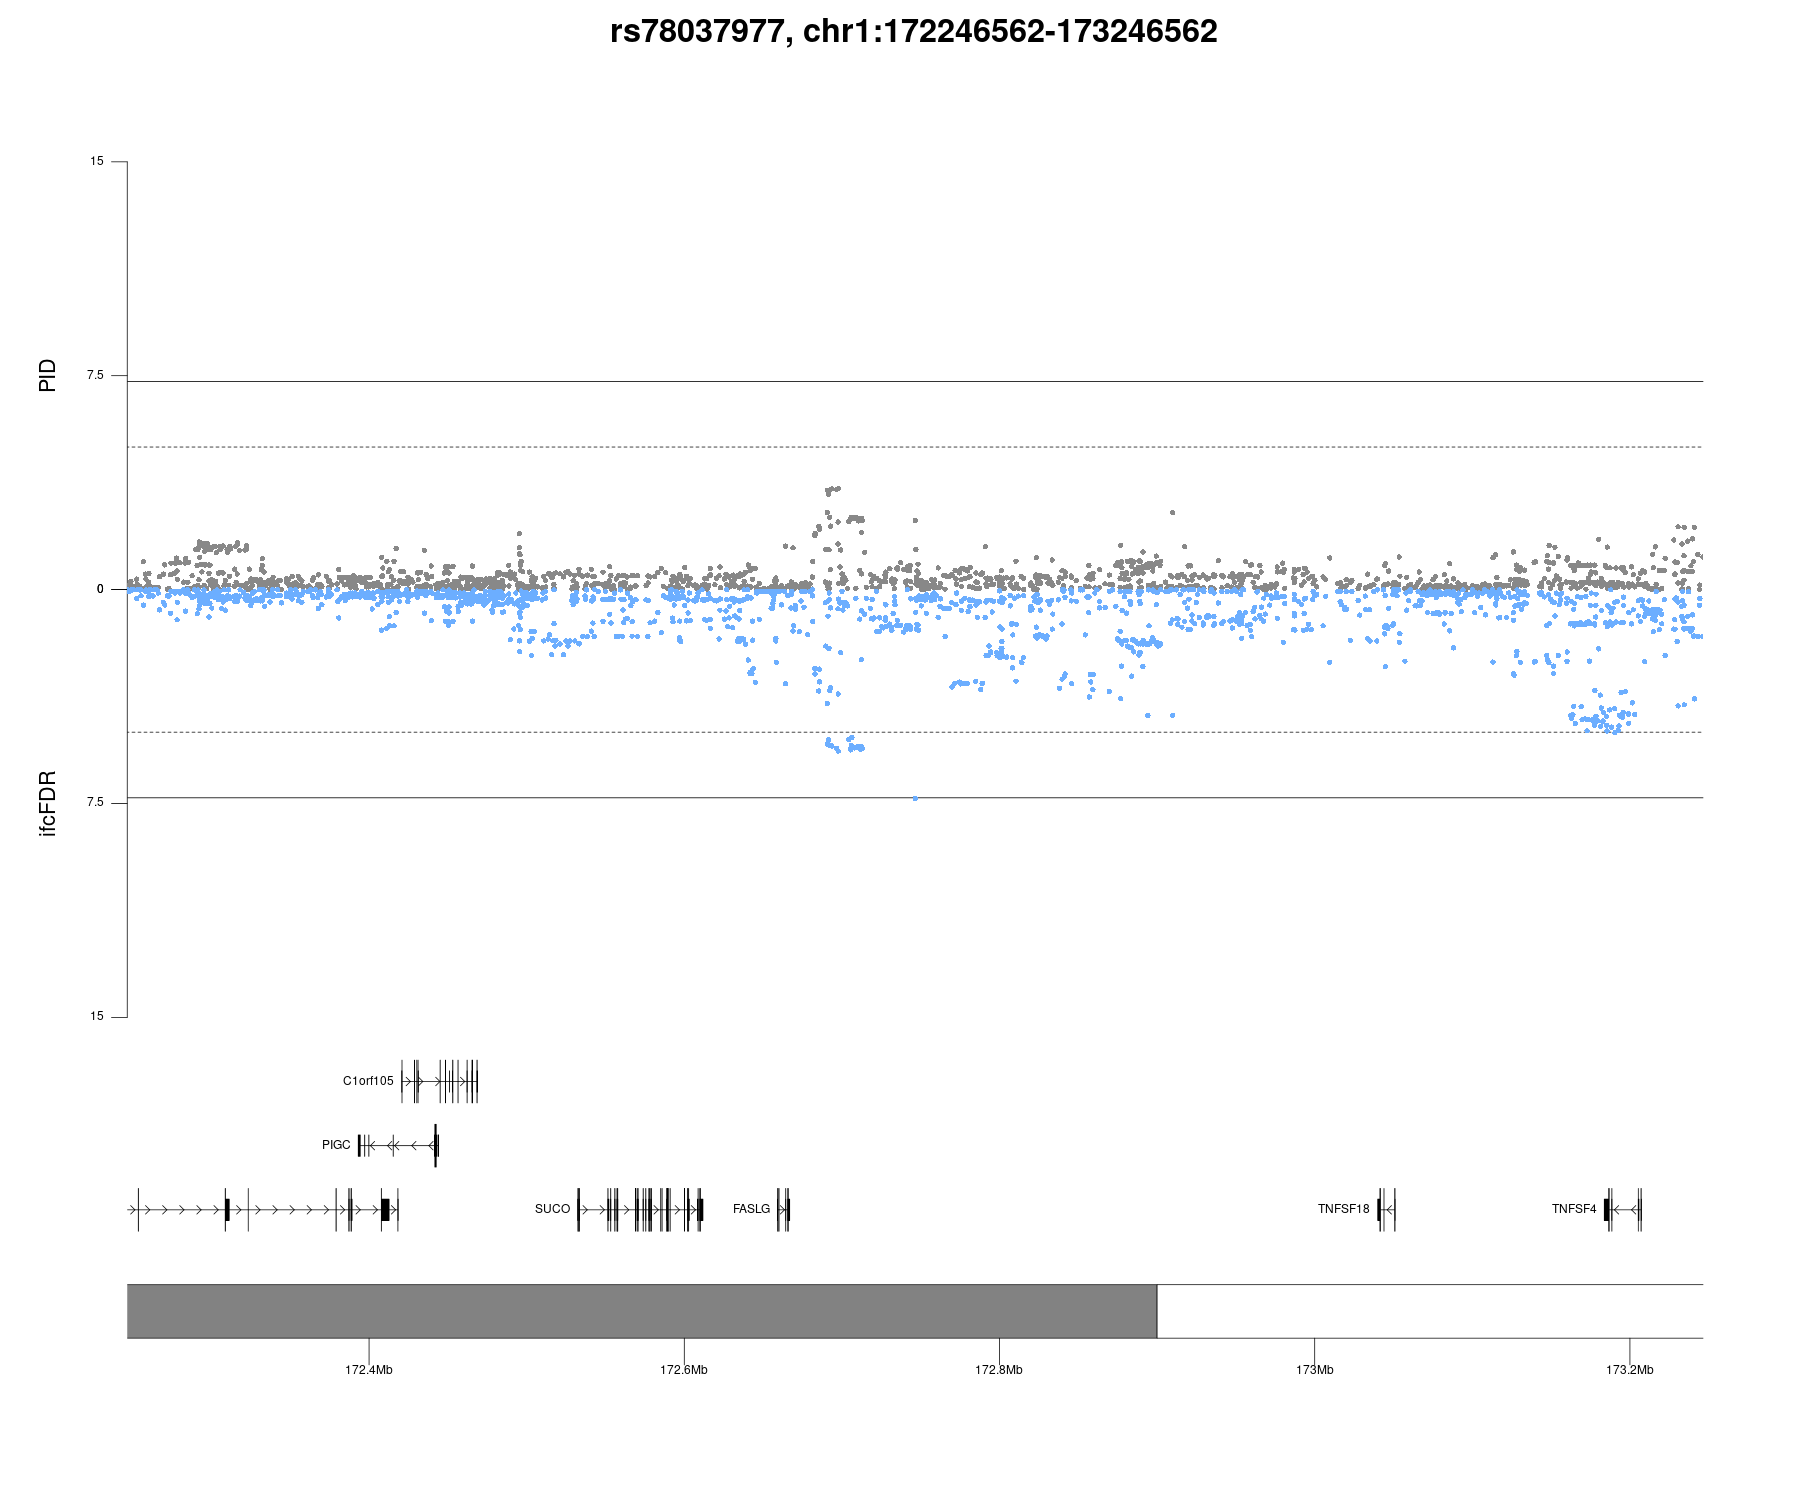 rs78037977, chr1:172246562-173246562
15
PID
7.5
0
ifcFDR
7.5
15
C1orf105
PIGC
SUCO FASLG TNFSF18 TNFSF4
172.4Mb 172.6Mb 172.8Mb 173Mb 173.2Mb